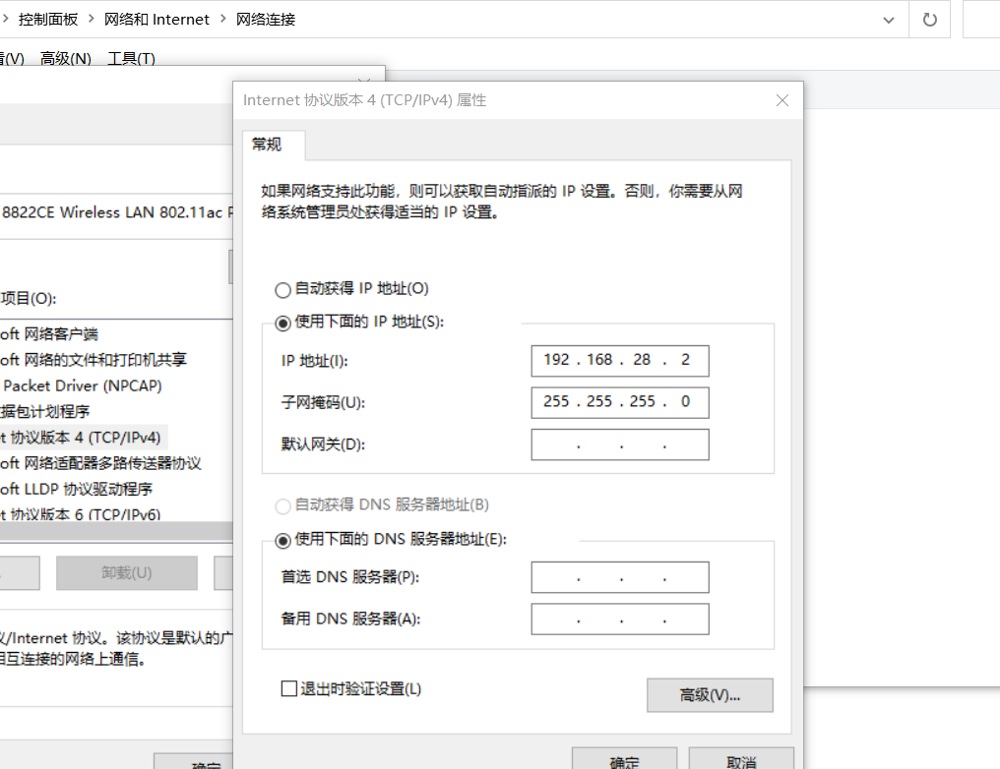 控制面板 > 网络和 Internet > 网络连接
(V) 高级(N) 工具(T)
Internet 协议版本 4 (TCP/IPv4) 属性
常规
如果网络支持此功能，则可以获取自动指派的 IP 设置。否则，你需要从网
络系统管理员处获得适当的 IP 设置。
自动获得 IP 地址(O)
使用下面的 IP 地址(S):
IP 地址(I): 192 . 168 . 28 . 2
子网掩码(U): 255 . 255 . 255 . 0
默认网关(D): . . .
自动获得 DNS 服务器地址(B)
使用下面的 DNS 服务器地址(E):
首选 DNS 服务器(P): . . .
备用 DNS 服务器(A): . . .
退出时验证设置(L)
高级(V)...
确定 取消
8822CE Wireless LAN 802.11ac
项目(O):
oft 网络客户端
oft 网络的文件和打印机共享
Packet Driver (NPCAP)
据包计划程序
et 协议版本 4 (TCP/IPv4)
oft 网络适配器多路传送器协议
oft LLDP 协议驱动程序
et 协议版本 6 (TCP/IPv6)
卸载(U)
/Internet 协议。该协议是默认的广
相互连接的网络上通信。
确定